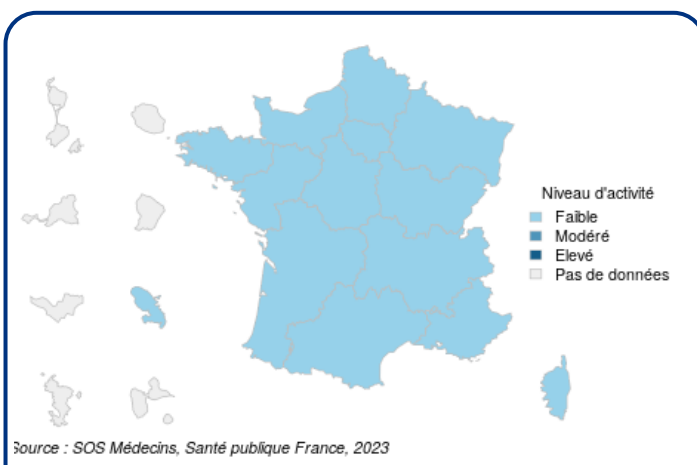 Niveau d'activité
Faible
Modéré
Elevé
Pas de données
Source : SOS Médecins, Santé publique France, 2023